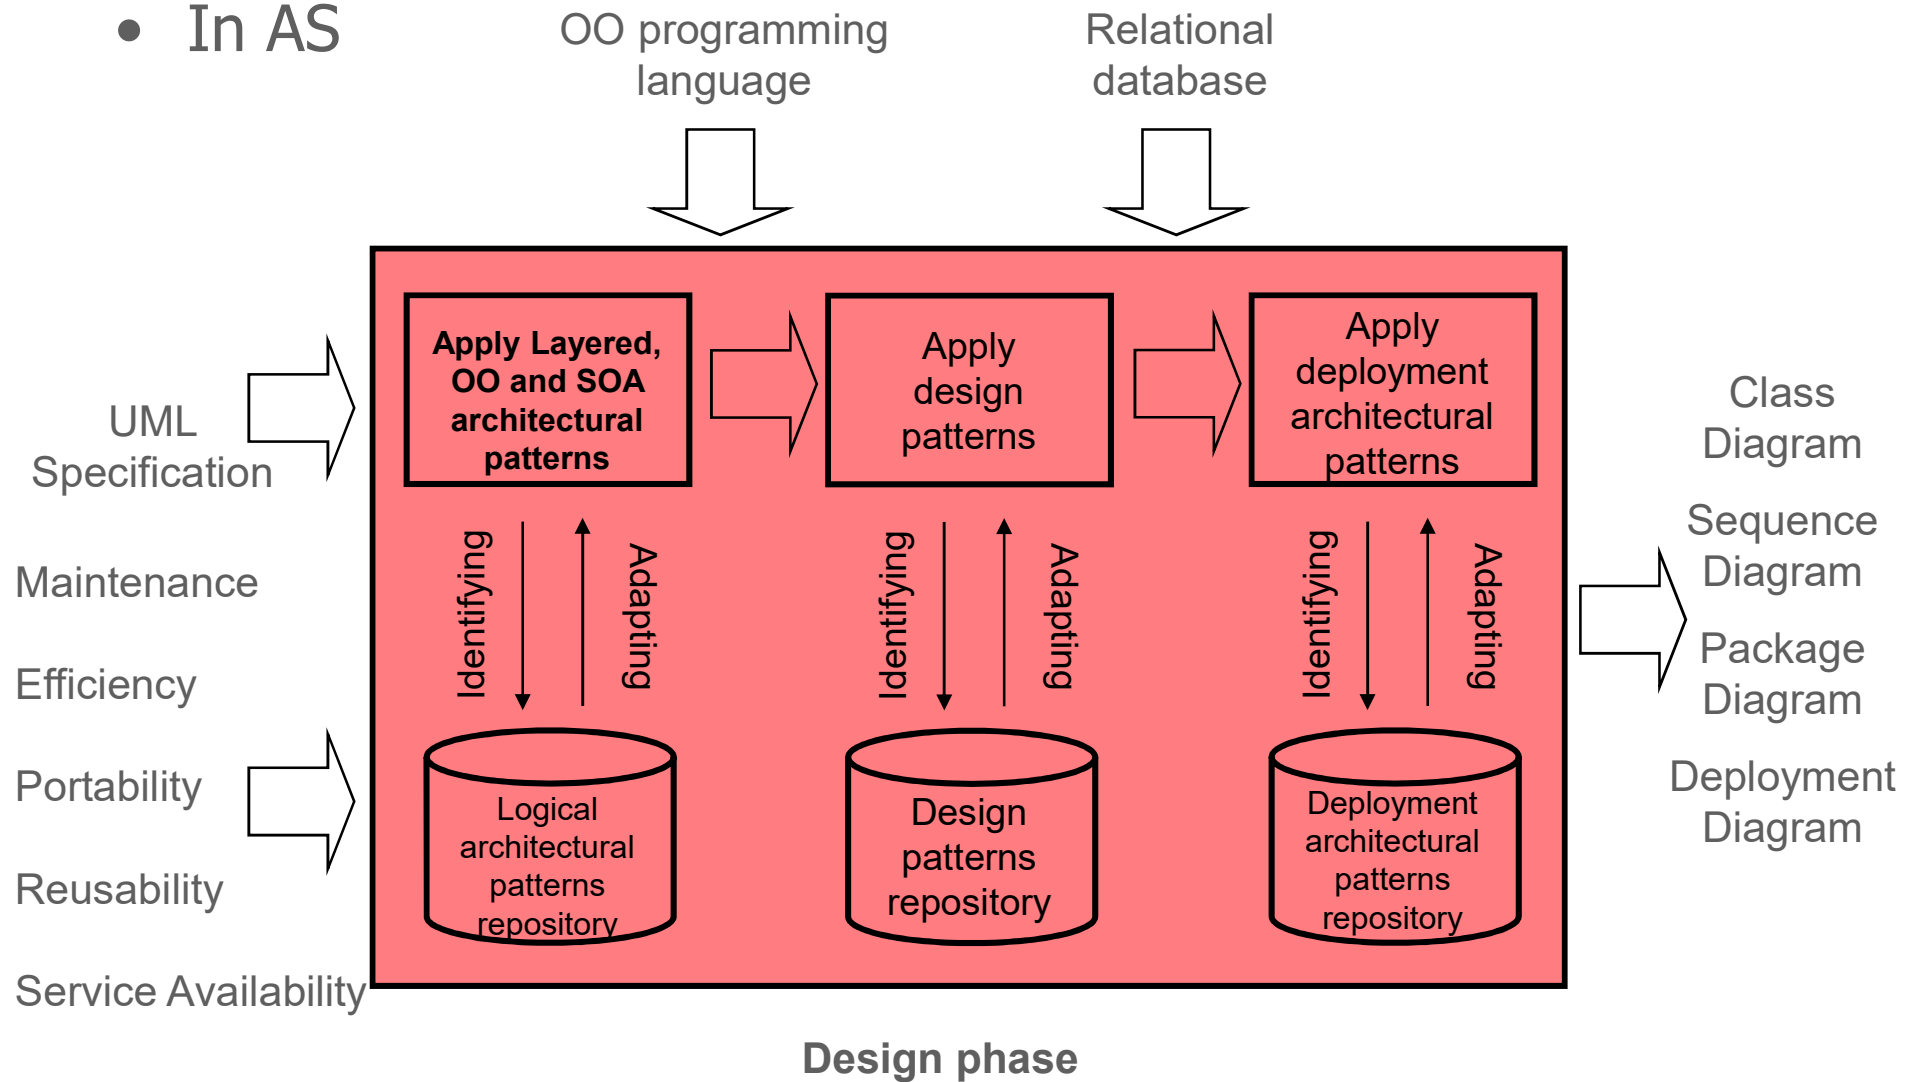 • In AS
OO programming
language
Relational
database
UML
Specification
Maintenance
Efficiency
Portability
Reusability
Service Availability
Apply Layered,
OO and SOA
architectural
patterns
Apply
design
patterns
Apply
deployment
architectural
patterns
Identifying
Adapting
Identifying
Adapting
Identifying
Adapting
Logical
architectural
patterns
repository
Design
patterns
repository
Deployment
architectural
patterns
repository
Class
Diagram
Sequence
Diagram
Package
Diagram
Deployment
Diagram
Design phase